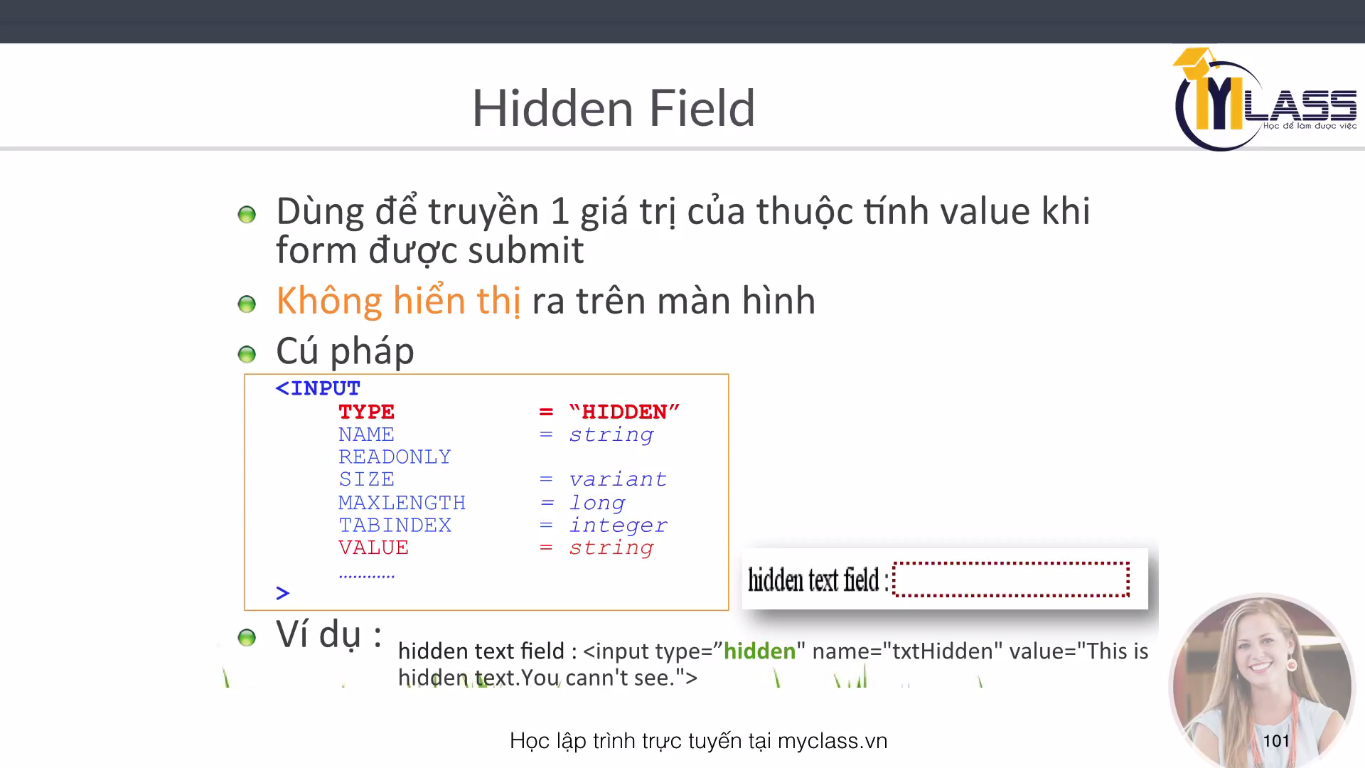 Hidden Field
MYCLASS
Học để làm được việc
Dùng để truyền 1 giá trị của thuộc tính value khi
form được submit
Không hiển thị ra trên màn hình
Cú pháp
<INPUT
TYPE = “HIDDEN”
NAME = string
READONLY
SIZE = variant
MAXLENGTH = long
TABINDEX = integer
VALUE = string
............
>
hidden text field :
Ví dụ :
hidden text field : <input type=”hidden" name="txtHidden" value="This is
hidden text.You cann't see.">
Học lập trình trực tuyến tại myclass.vn
101